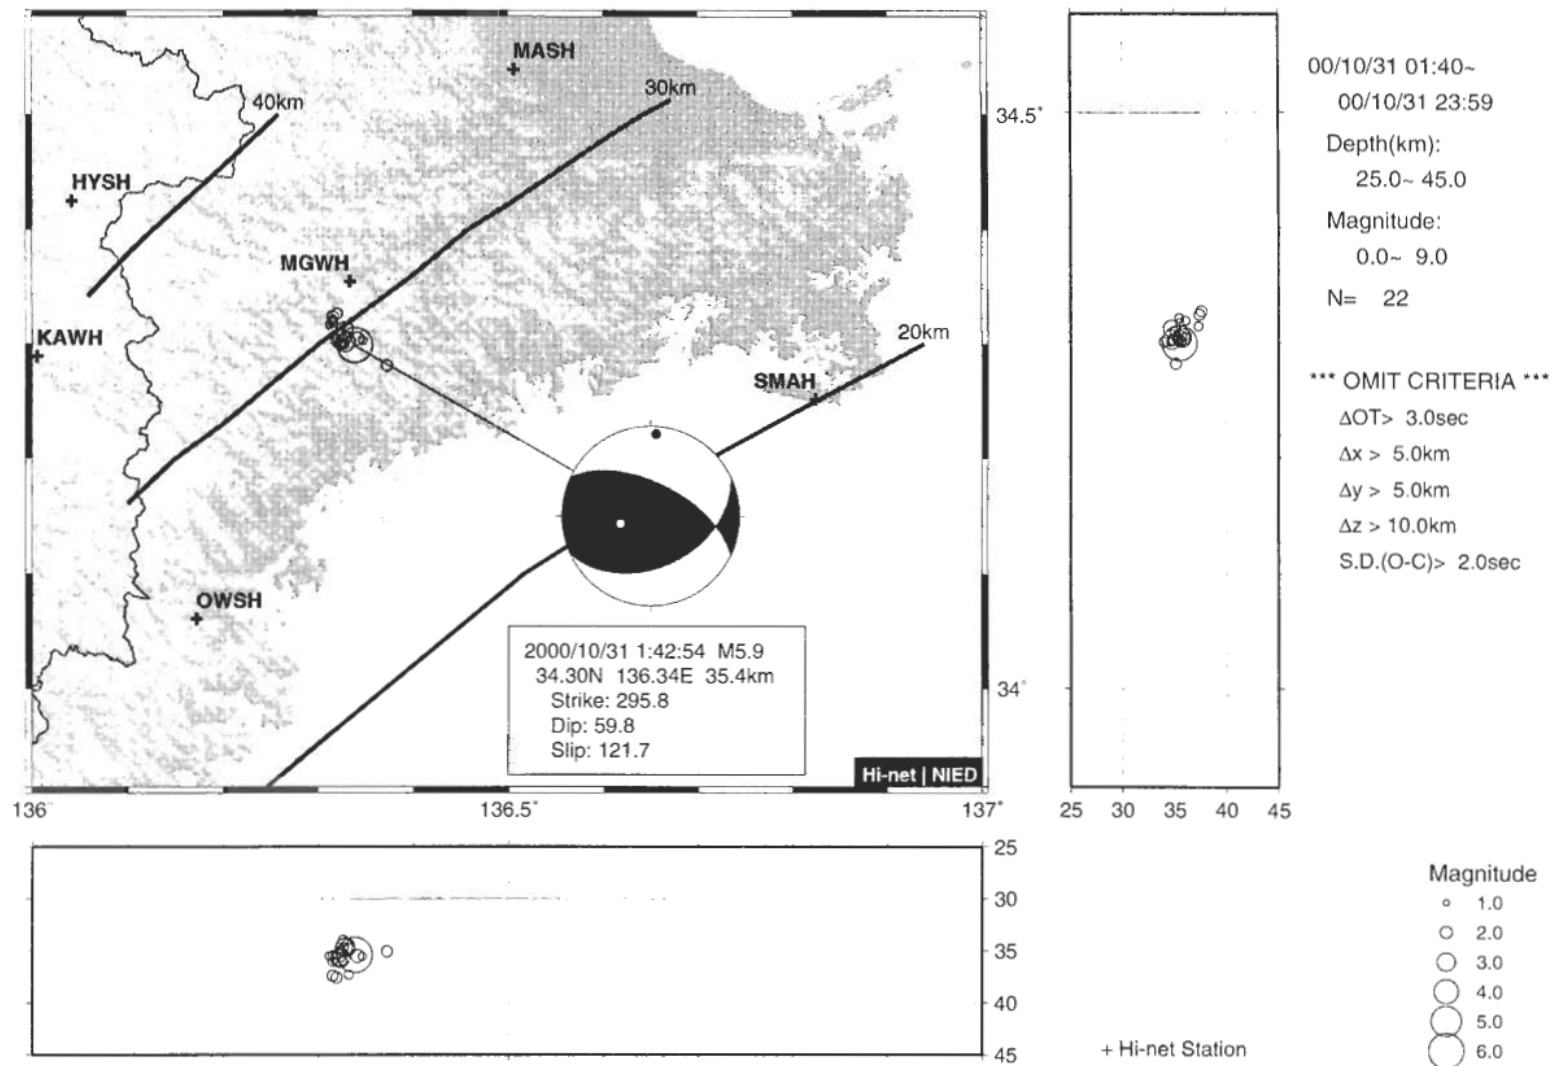 MASH
30km
40km
HYSH
MGWH
KAWH
20km
SMAH
OWSH
2000/10/31 1:42:54 M5.9
34.30N 136.34E 35.4km
Strike: 295.8
Dip: 59.8
Slip: 121.7
Hi-net | NIED
34.5°
34°
136°
136.5°
137°
25 30 35 40 45
00/10/31 01:40~
00/10/31 23:59
Depth(km):
25.0~ 45.0
Magnitude:
0.0~ 9.0
N= 22
*** OMIT CRITERIA ***
ΔOT> 3.0sec
Δx > 5.0km
Δy > 5.0km
Δz > 10.0km
S.D.(O-C)> 2.0sec
25
30
35
40
45
+ Hi-net Station
Magnitude
1.0
2.0
3.0
4.0
5.0
6.0